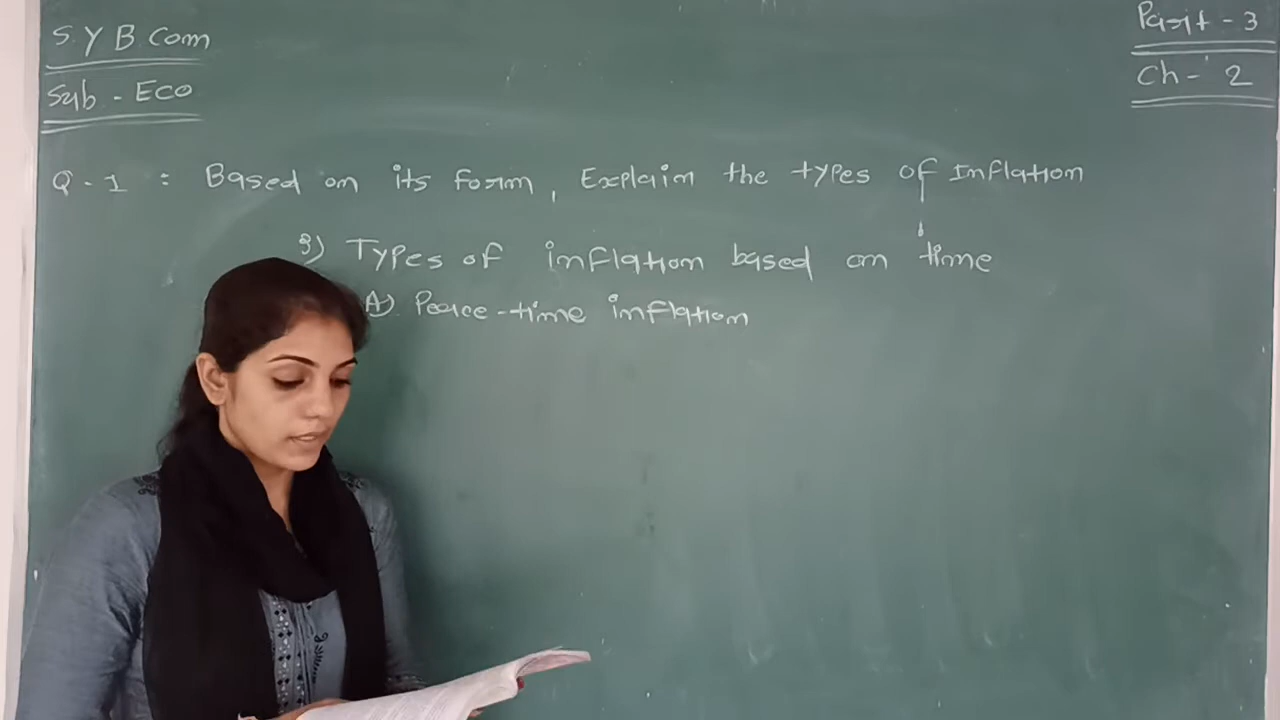 S.Y B Com
Sub - Eco
Part - 3
Ch - 2
Q - 1 : Based on its form, Explain the types of Inflation
3) Types of inflation based on time
A) Peace - time inflation